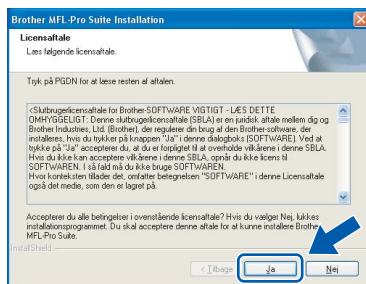 Brother MFL-Pro Suite Installation
Licensaftale
Læs følgende licensaftale.
Tryk på PGDN for at læse resten af aftalen.
<Slutbrugerlicensaftale for Brother-SOFTWARE VIGTIGT - LÆS DETTE
OMHYGGELIGT: Denne slutbrugerlicensaftale (SBLA) er en juridisk aftale mellem dig og
Brother Industries, Ltd. (Brother), der regulerer din brug af den Brother-software, der
installeres, hvis du trykker på knappen "Ja" i denne dialogboks (SOFTWARE). Ved at
trykke på "Ja" accepterer du, at du er forpligtet til at overholde vilkårene i denne SBLA.
Hvis du ikke kan acceptere vilkårene i denne SBLA, opnår du ikke licens til
SOFTWAREN. I så fald må du ikke bruge SOFTWAREN.
Hvor konteksten tillader det, omfatter betegnelsen "SOFTWARE" i denne Licensaftale
også det medie, som den er lagret på.
Accepterer du alle betingelser i ovenstående licensaftale? Hvis du vælger Nej, lukkes
installationsprogrammet. Du skal acceptere denne aftale for at kunne installere Brother
MFL-Pro Suite.
InstallShield
< Tilbage
Ja
Nej